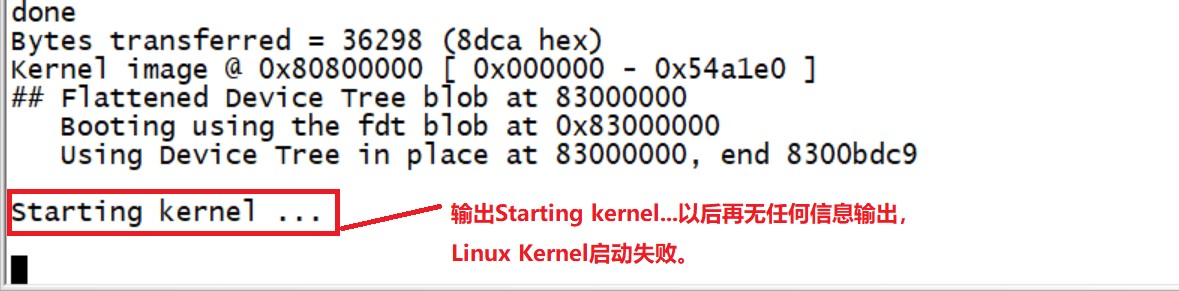 done
Bytes transferred = 36298 (8dca hex)
Kernel image @ 0x80800000 [ 0x000000 - 0x54a1e0 ]
## Flattened Device Tree blob at 83000000
Booting using the fdt blob at 0x83000000
Using Device Tree in place at 83000000, end 8300bdc9
Starting kernel ...
输出Starting kernel...以后再无任何信息输出，
Linux Kernel启动失败。